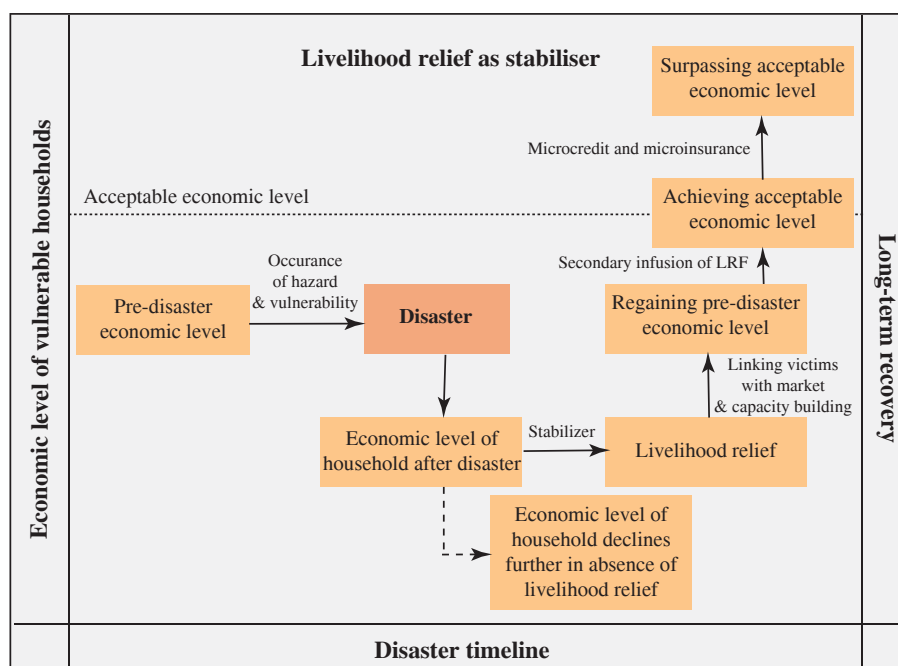 Livelihood relief as stabiliser
Surpassing acceptable
economic level
Microcredit and microinsurance
Acceptable economic level
Achieving acceptable
economic level
Secondary infusion of LRF
Occurance
of hazard
& vulnerability
Pre-disaster
economic level
Disaster
Regaining pre-disaster
economic level
Linking victims
with market
& capacity building
Economic level of
household after disaster
Stabilizer
Livelihood relief
Economic level of
household declines
further in absence of
livelihood relief
Economic level of vulnerable households
Long-term recovery
Disaster timeline